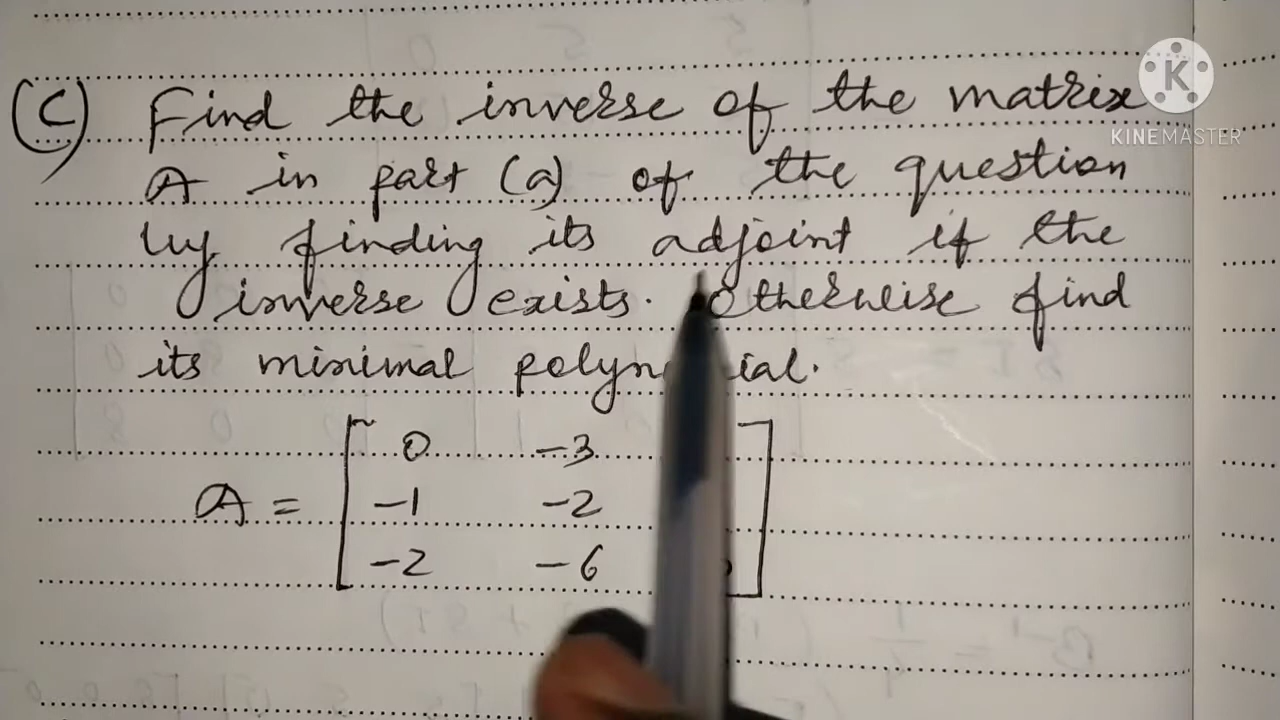 (C) Find the inverse of the matrix
A in part (a) of the question
by finding its adjoint if the
inverse exists. Otherwise find
its minimal
A = [ 0 -3 ]
-1 -2
-2 -6
KINEMASTER